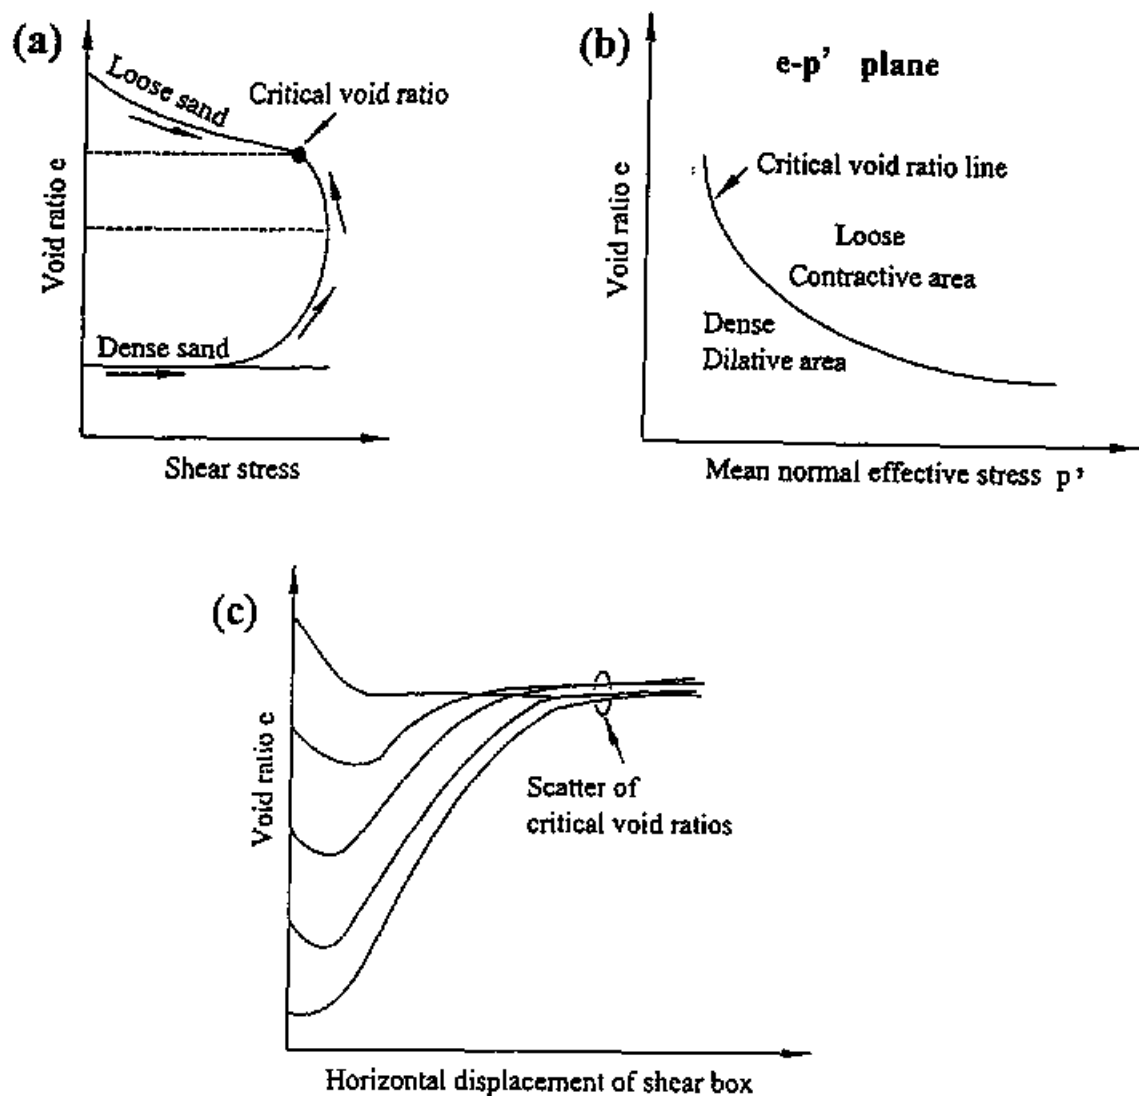 (a)
Loose sand
Critical void ratio
Void ratio e
Dense sand
Shear stress
(b)
e-p’ plane
Void ratio e
Critical void ratio line
Loose
Contractive area
Dense
Dilative area
Mean normal effective stress p’
(c)
Void ratio e
Scatter of
critical void ratios
Horizontal displacement of shear box